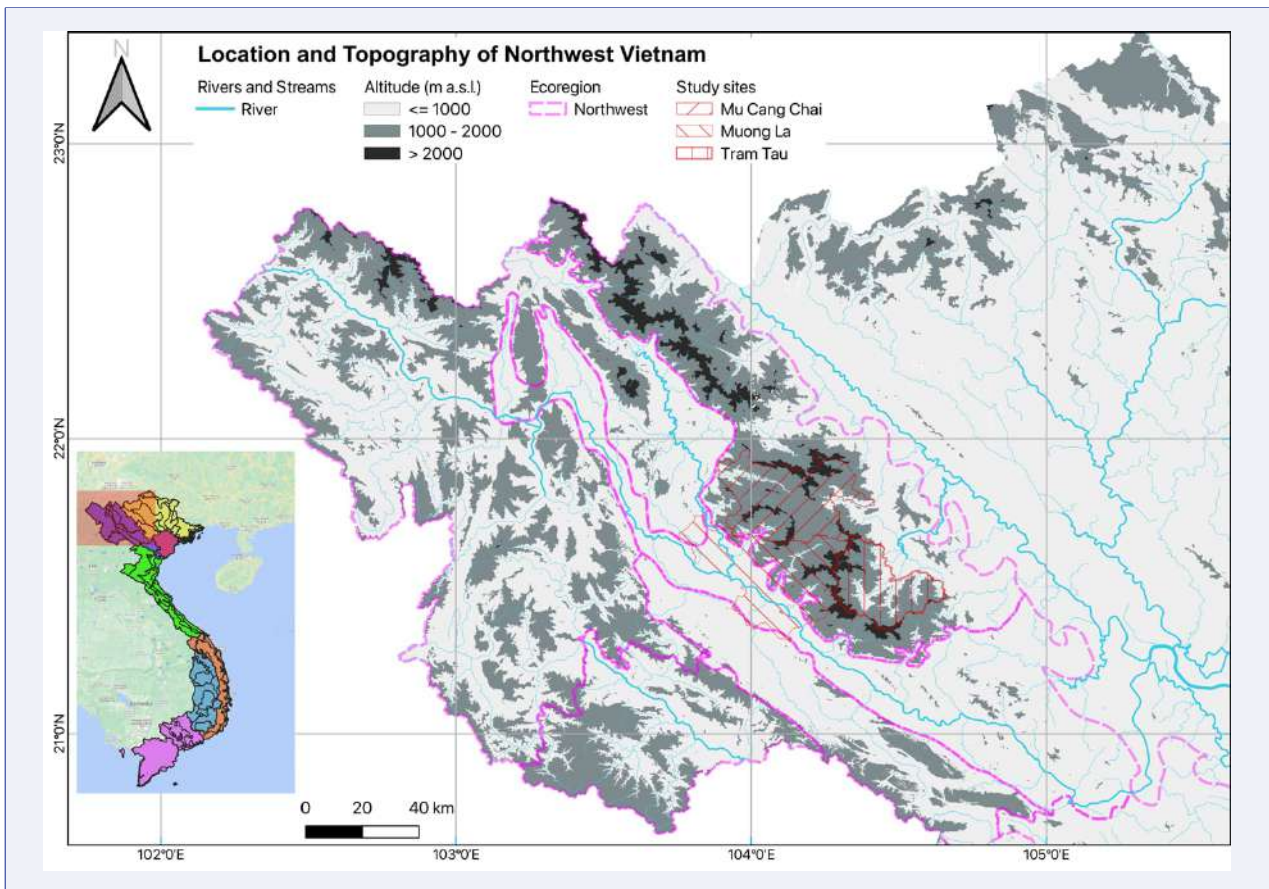 N
Location and Topography of Northwest Vietnam
Rivers and Streams
River
Altitude (m a.s.l.)
<= 1000
1000 - 2000
> 2000
Ecoregion
Northwest
Study sites
Mu Cang Chai
Muong La
Tram Tau
23°0'N
22°0'N
21°0'N
0 20 40 km
102°0'E 103°0'E 104°0'E 105°0'E